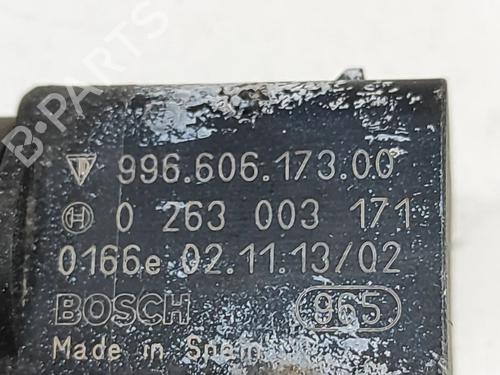 996.606.173.00
0 263 003 171
0166e 02.11.13/02
BOSCH 965
Made in Spain
B-PARTS